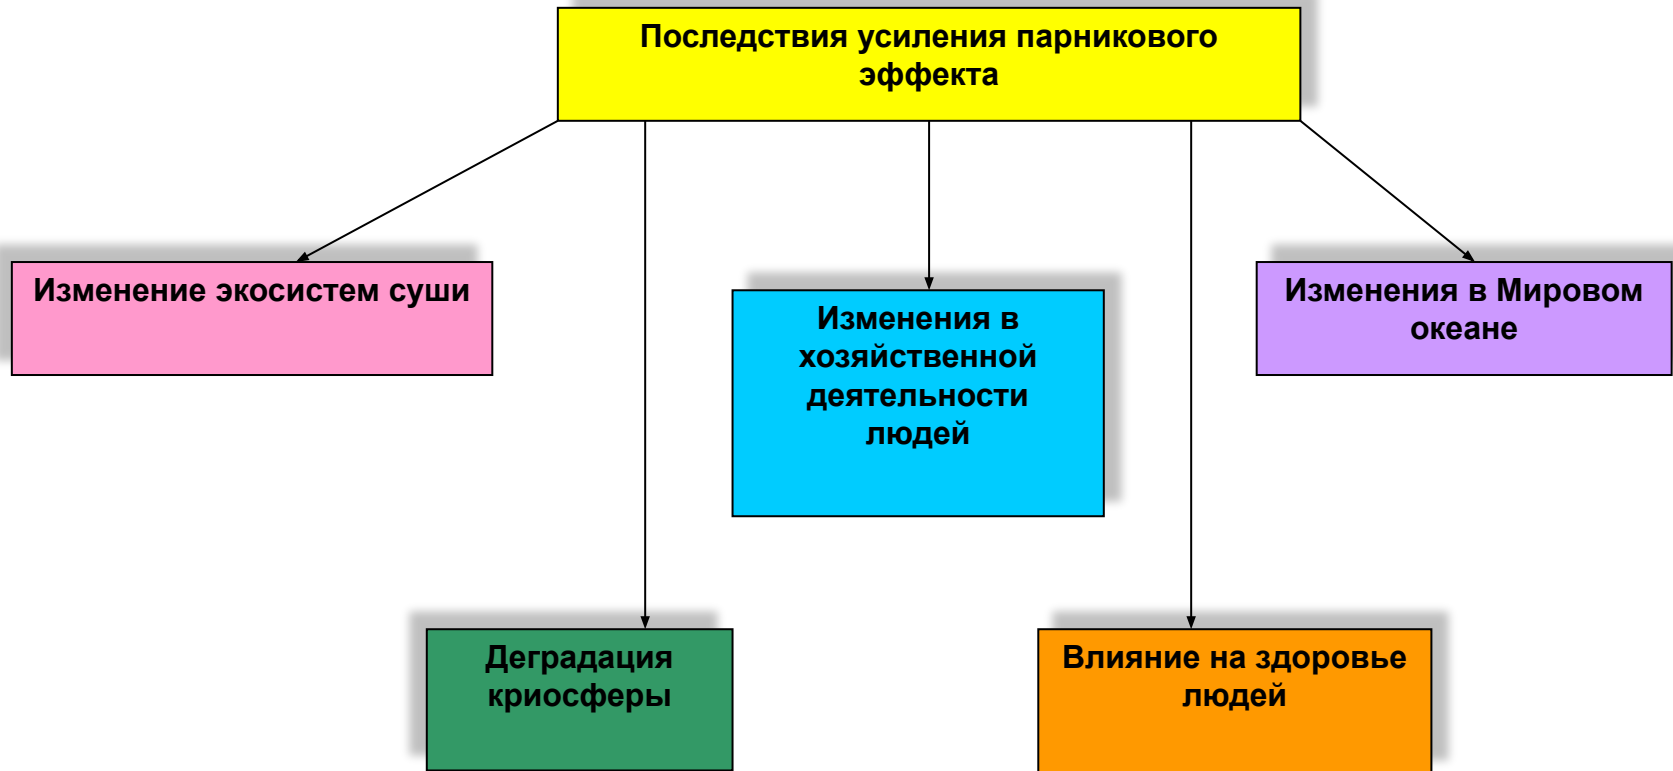 Последствия усиления парникового
эффекта
Изменение экосистем суши
Изменения в
хозяйственной
деятельности
людей
Изменения в Мировом
океане
Деградация
криосферы
Влияние на здоровье
людей